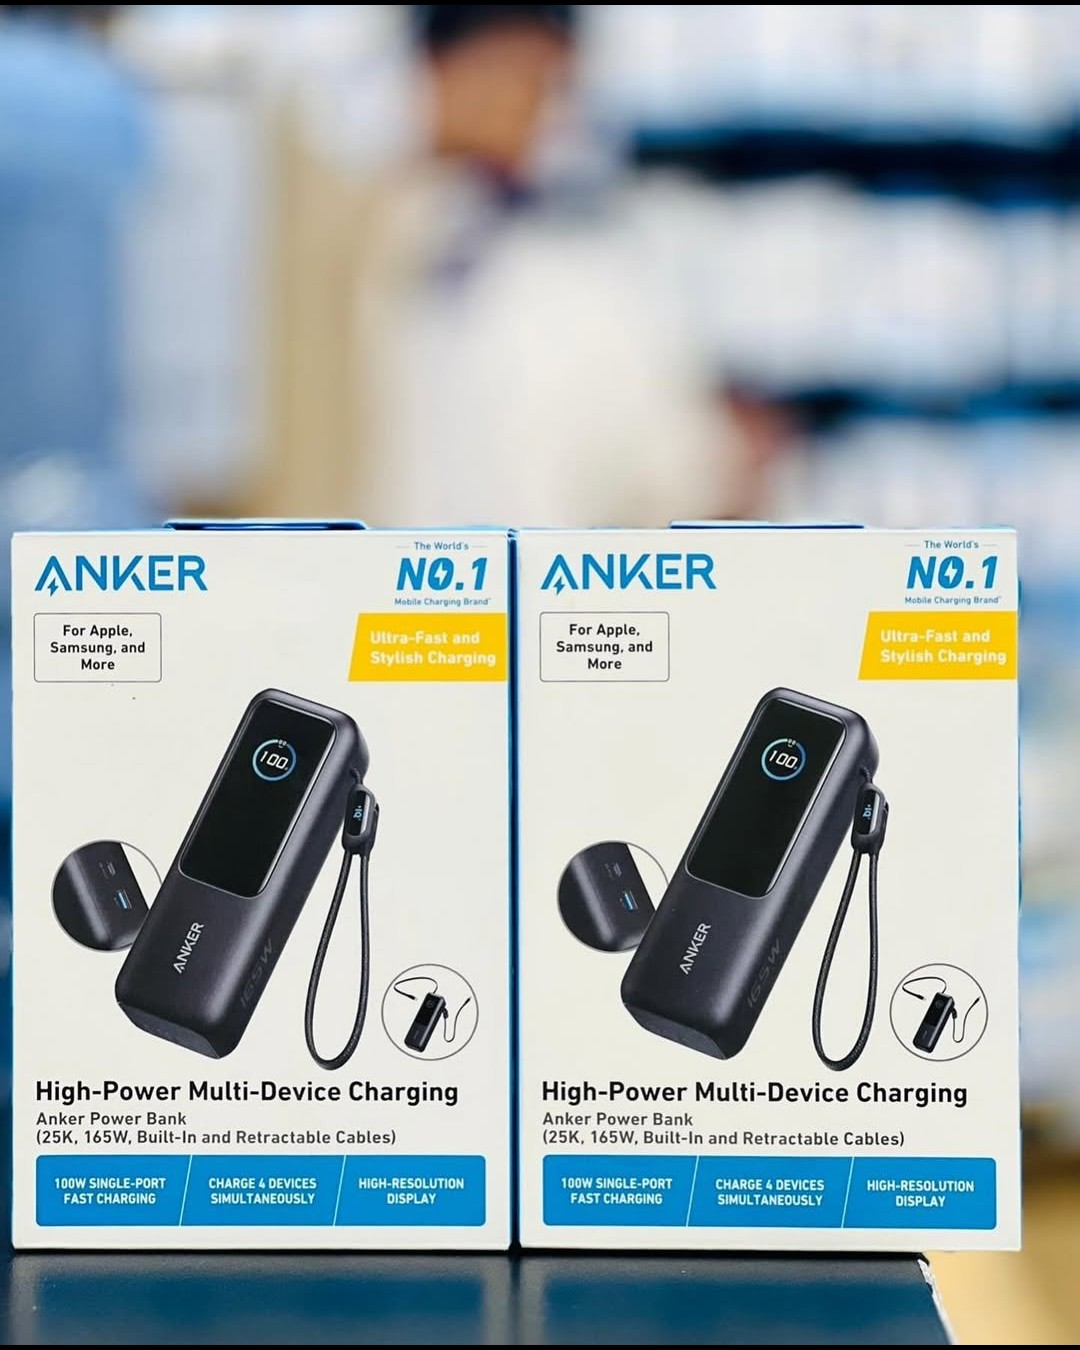 ANKER
The World's
NO.1
Mobile Charging Brand
For Apple,
Samsung, and
More
Ultra-Fast and
Stylish Charging
100
ANKER
165W
High-Power Multi-Device Charging
Anker Power Bank
(25K, 165W, Built-In and Retractable Cables)
100W SINGLE-PORT
FAST CHARGING
CHARGE 4 DEVICES
SIMULTANEOUSLY
HIGH-RESOLUTION
DISPLAY
ANKER
The World's
NO.1
Mobile Charging Brand
For Apple,
Samsung, and
More
Ultra-Fast and
Stylish Charging
100
ANKER
165W
High-Power Multi-Device Charging
Anker Power Bank
(25K, 165W, Built-In and Retractable Cables)
100W SINGLE-PORT
FAST CHARGING
CHARGE 4 DEVICES
SIMULTANEOUSLY
HIGH-RESOLUTION
DISPLAY